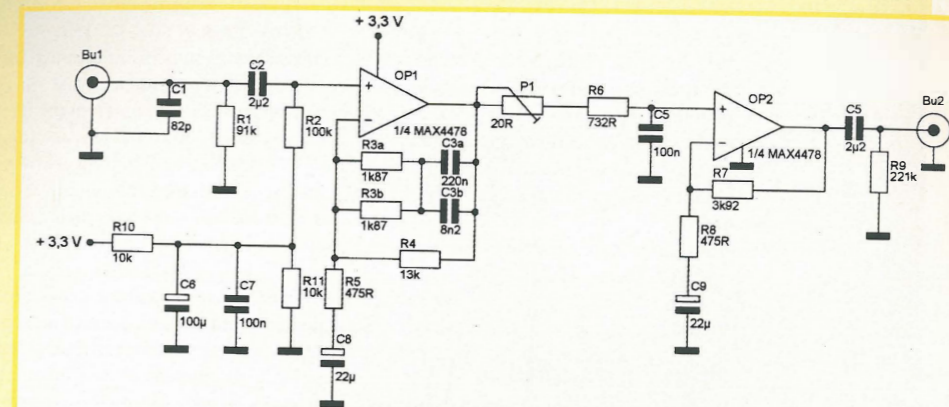 + 3,3 V
Bu1
C1
82p
C2
2µ2
R1
91k
R2
100k
OP1
1/4 MAX4478
P1
20R
R6
732R
C5
100n
OP2
1/4 MAX4478
C5
2µ2
Bu2
R9
221k
R3a
1k87
C3a
220n
R3b
1k87
C3b
8n2
R7
3k92
R4
13k
R8
475R
+ 3,3 V
R10
10k
C6
100µ
C7
100n
R11
10k
R5
475R
C8
22µ
C9
22µ